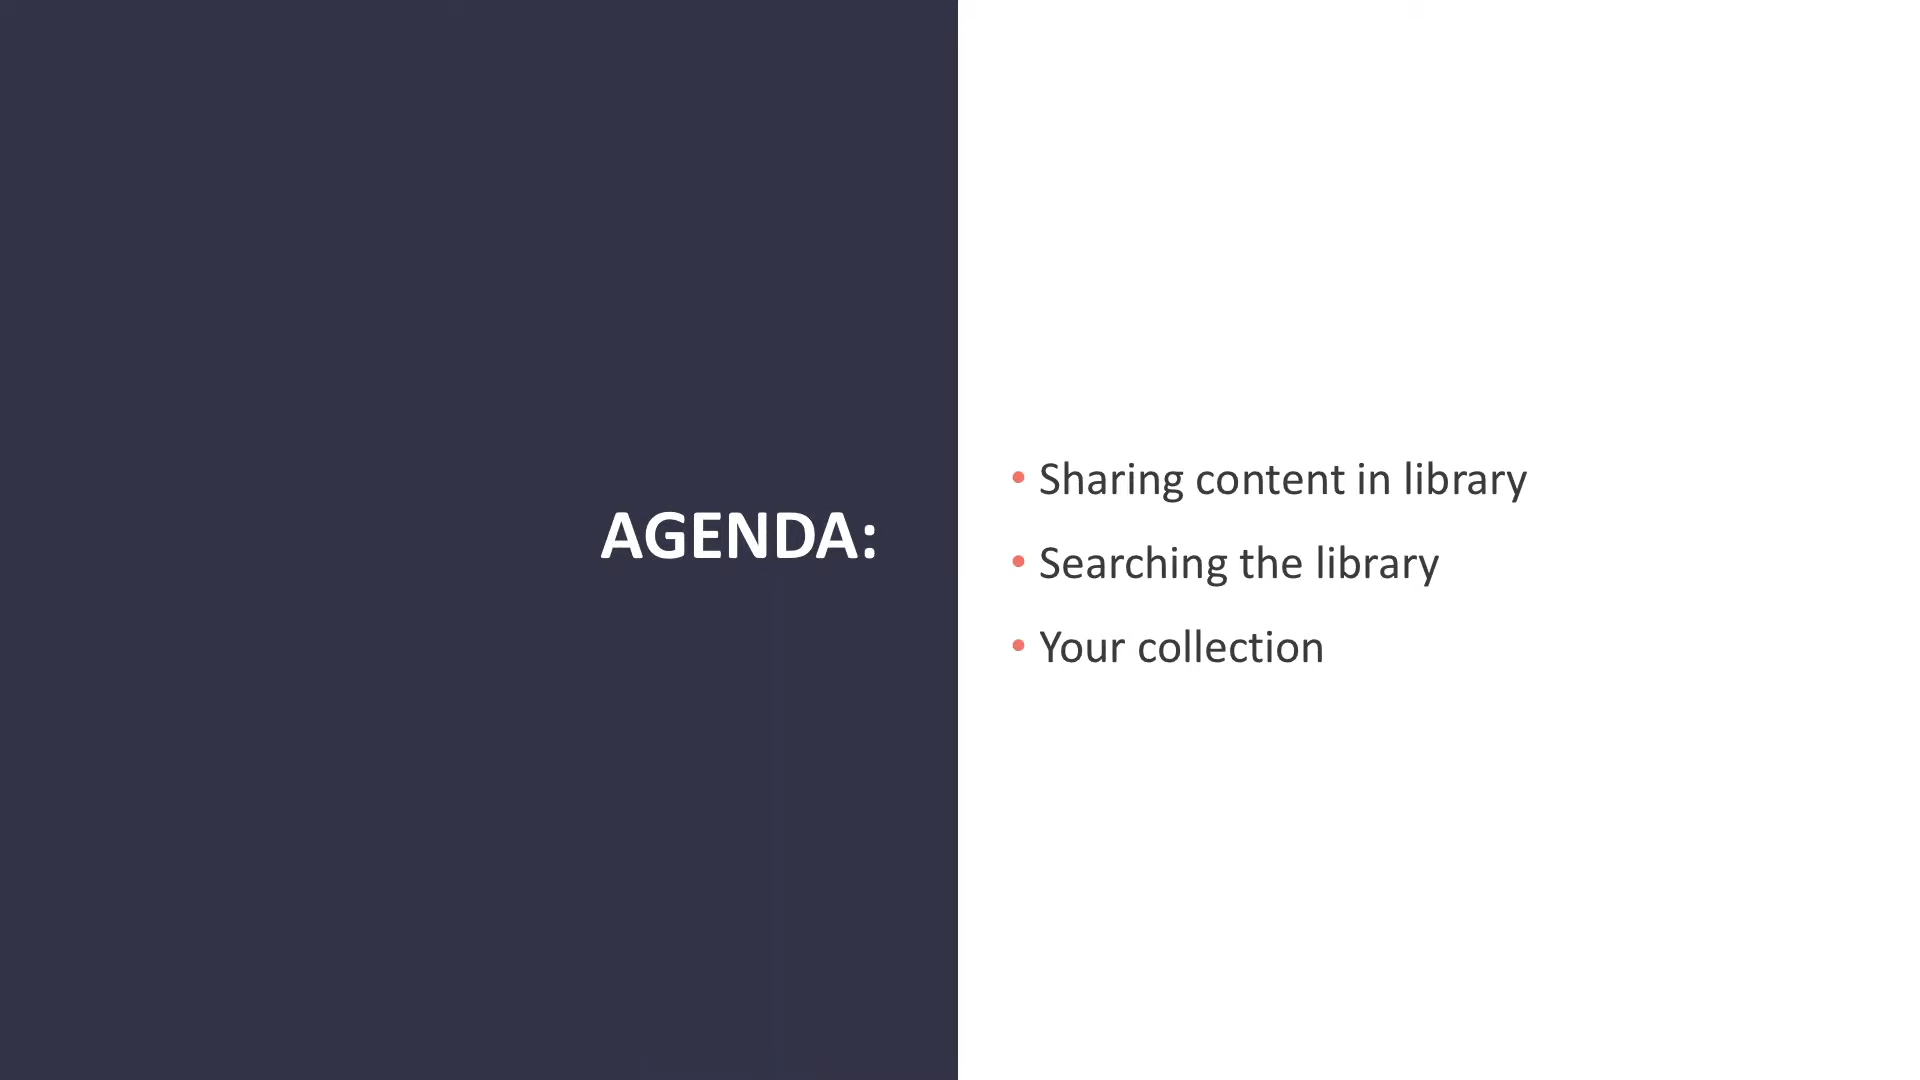 AGENDA:
• Sharing content in library
• Searching the library
• Your collection